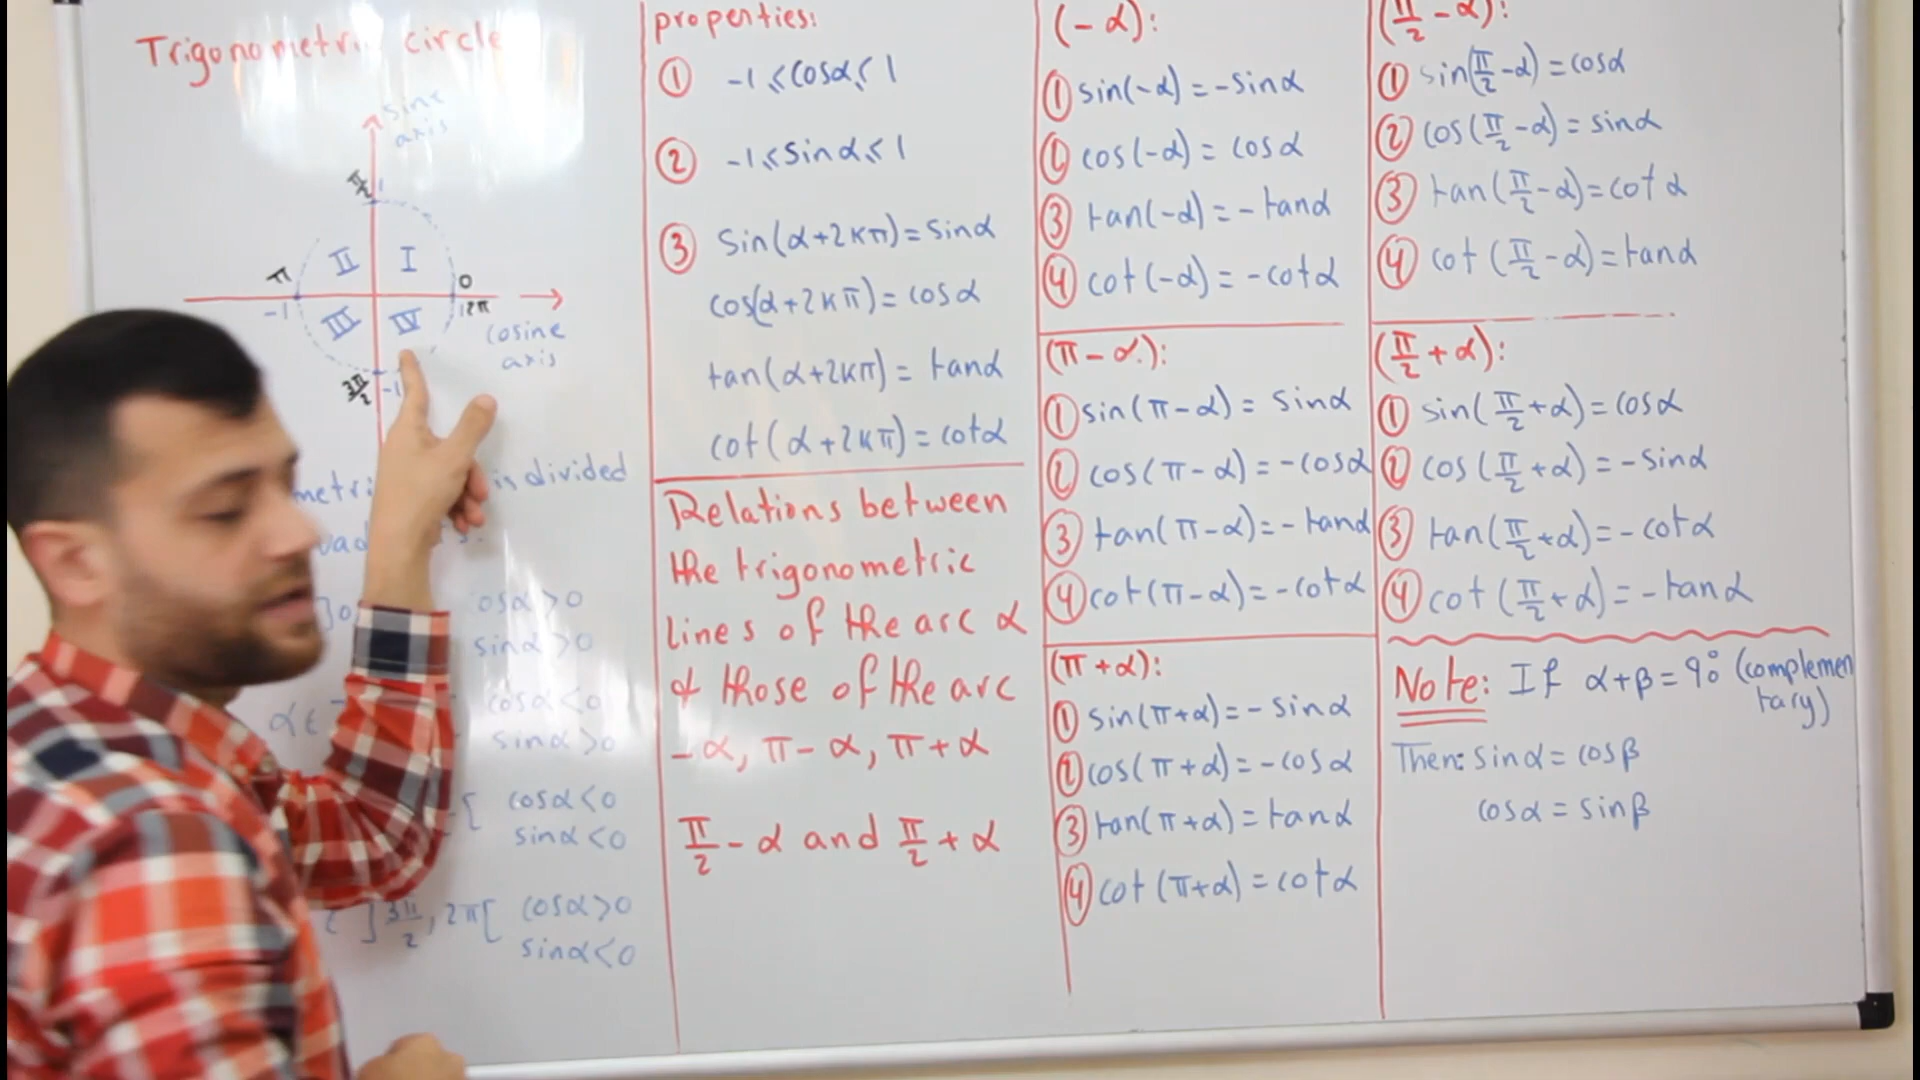 Trigonometric circle
sine
axis
π/2
1
II
I
π
-1
0
1
2π
III
IV
cosine
axis
3π/2
-1
is divided
cosα>0
sinα>0
α∈
cosα<0
sinα>0
[ cosα<0
sinα<0
]3π/2, 2π[ cosα>0
sinα<0
properties:
① -1⩽cosα⩽1
② -1⩽sinα⩽1
③ sin(α+2kπ)=sinα
cos(α+2kπ)=cosα
tan(α+2kπ)=tanα
cot(α+2kπ)=cotα
Relations between
the trigonometric
lines of the arc α
& those of the arc
-α, π-α, π+α
π/2-α and π/2+α
(-α):
① sin(-α)=-sinα
② cos(-α)=cosα
③ tan(-α)=-tanα
④ cot(-α)=-cotα
(π-α):
① sin(π-α)=sinα
② cos(π-α)=-cosα
③ tan(π-α)=-tanα
④ cot(π-α)=-cotα
(π+α):
① sin(π+α)=-sinα
② cos(π+α)=-cosα
③ tan(π+α)=tanα
④ cot(π+α)=cotα
(π/2-α):
① sin(π/2-α)=cosα
② cos(π/2-α)=sinα
③ tan(π/2-α)=cotα
④ cot(π/2-α)=tanα
(π/2+α):
① sin(π/2+α)=cosα
② cos(π/2+α)=-sinα
③ tan(π/2+α)=-cotα
④ cot(π/2+α)=-tanα
Note: If α+β=90° (complemen
tary)
Then: sinα=cosβ
cosα=sinβ